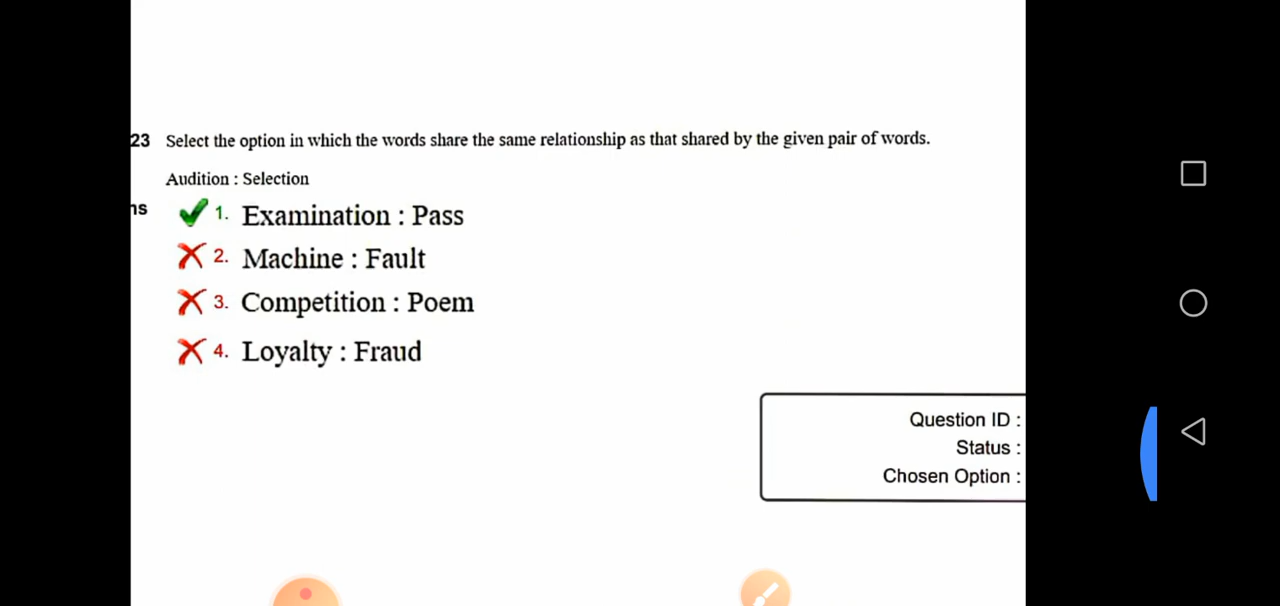 23 Select the option in which the words share the same relationship as that shared by the given pair of words.
Audition : Selection
ns
1. Examination : Pass
2. Machine : Fault
3. Competition : Poem
4. Loyalty : Fraud
Question ID :
Status :
Chosen Option :